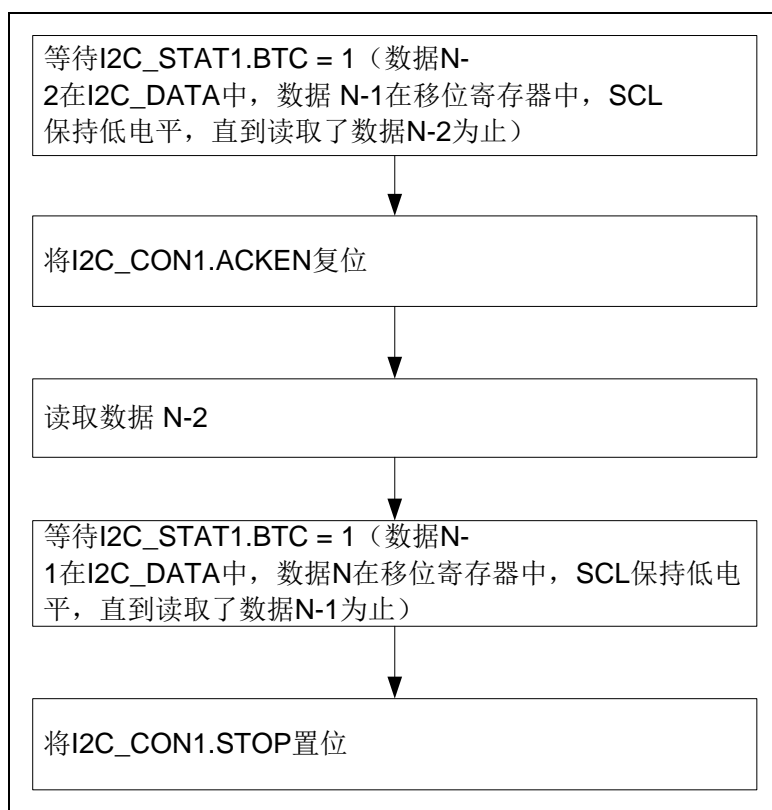 等待I2C_STAT1.BTC = 1（数据N-
2在I2C_DATA中，数据 N-1在移位寄存器中，SCL
保持低电平，直到读取了数据N-2为止）
将I2C_CON1.ACKEN复位
读取数据 N-2
等待I2C_STAT1.BTC = 1（数据N-
1在I2C_DATA中，数据N在移位寄存器中，SCL保持低电
平，直到读取了数据N-1为止）
将I2C_CON1.STOP置位